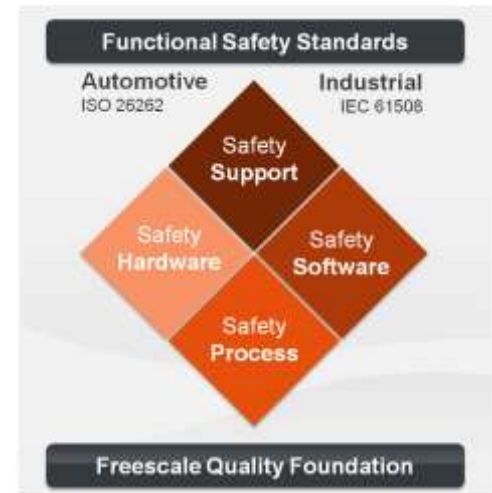 Functional Safety Standards
Automotive
ISO 26262
Industrial
IEC 61508
Safety
Support
Safety
Hardware
Safety
Software
Safety
Process
Freescale Quality Foundation